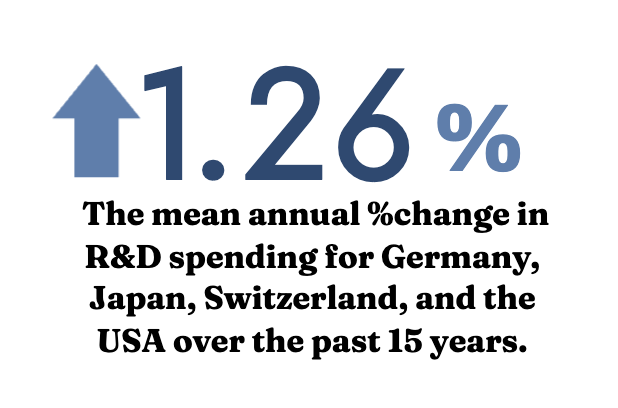 1.26 %
The mean annual %change in
R&D spending for Germany,
Japan, Switzerland, and the
USA over the past 15 years.